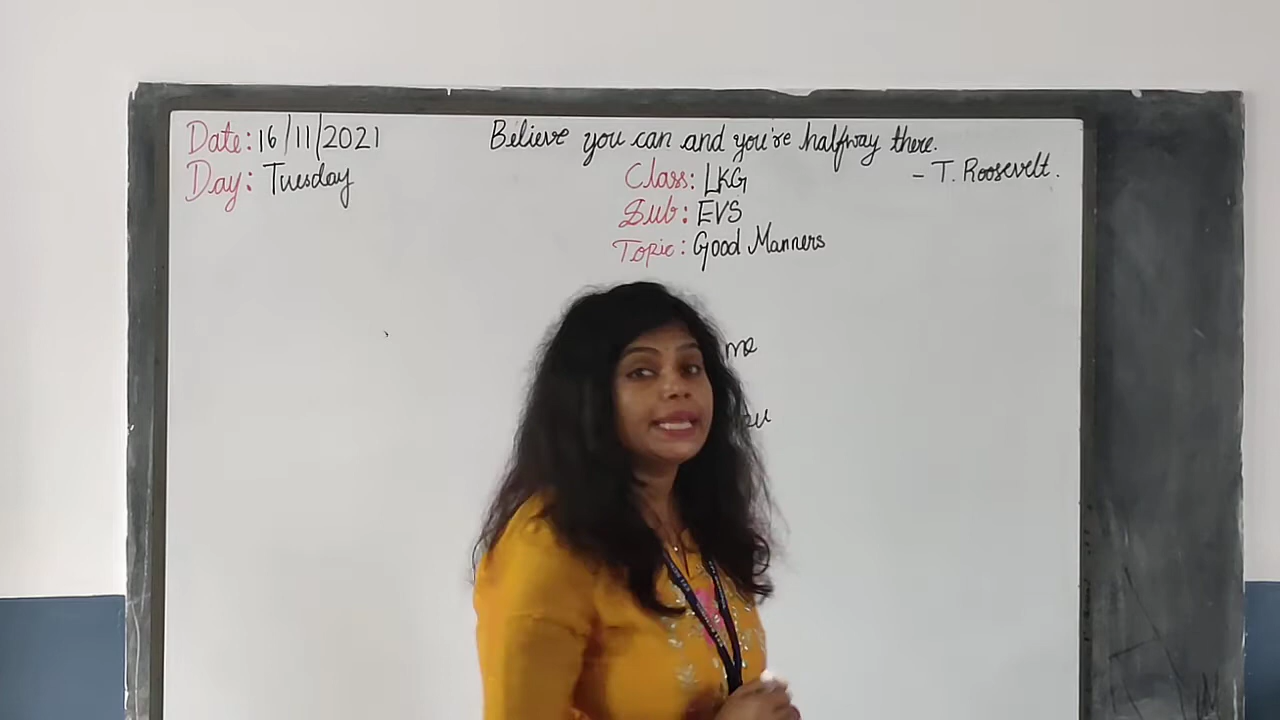 Date: 16/11/2021
Day: Tuesday
Believe you can and you're halfway there.
- T. Roosevelt.
Class: LKG
Sub: EVS
Topic: Good Manners